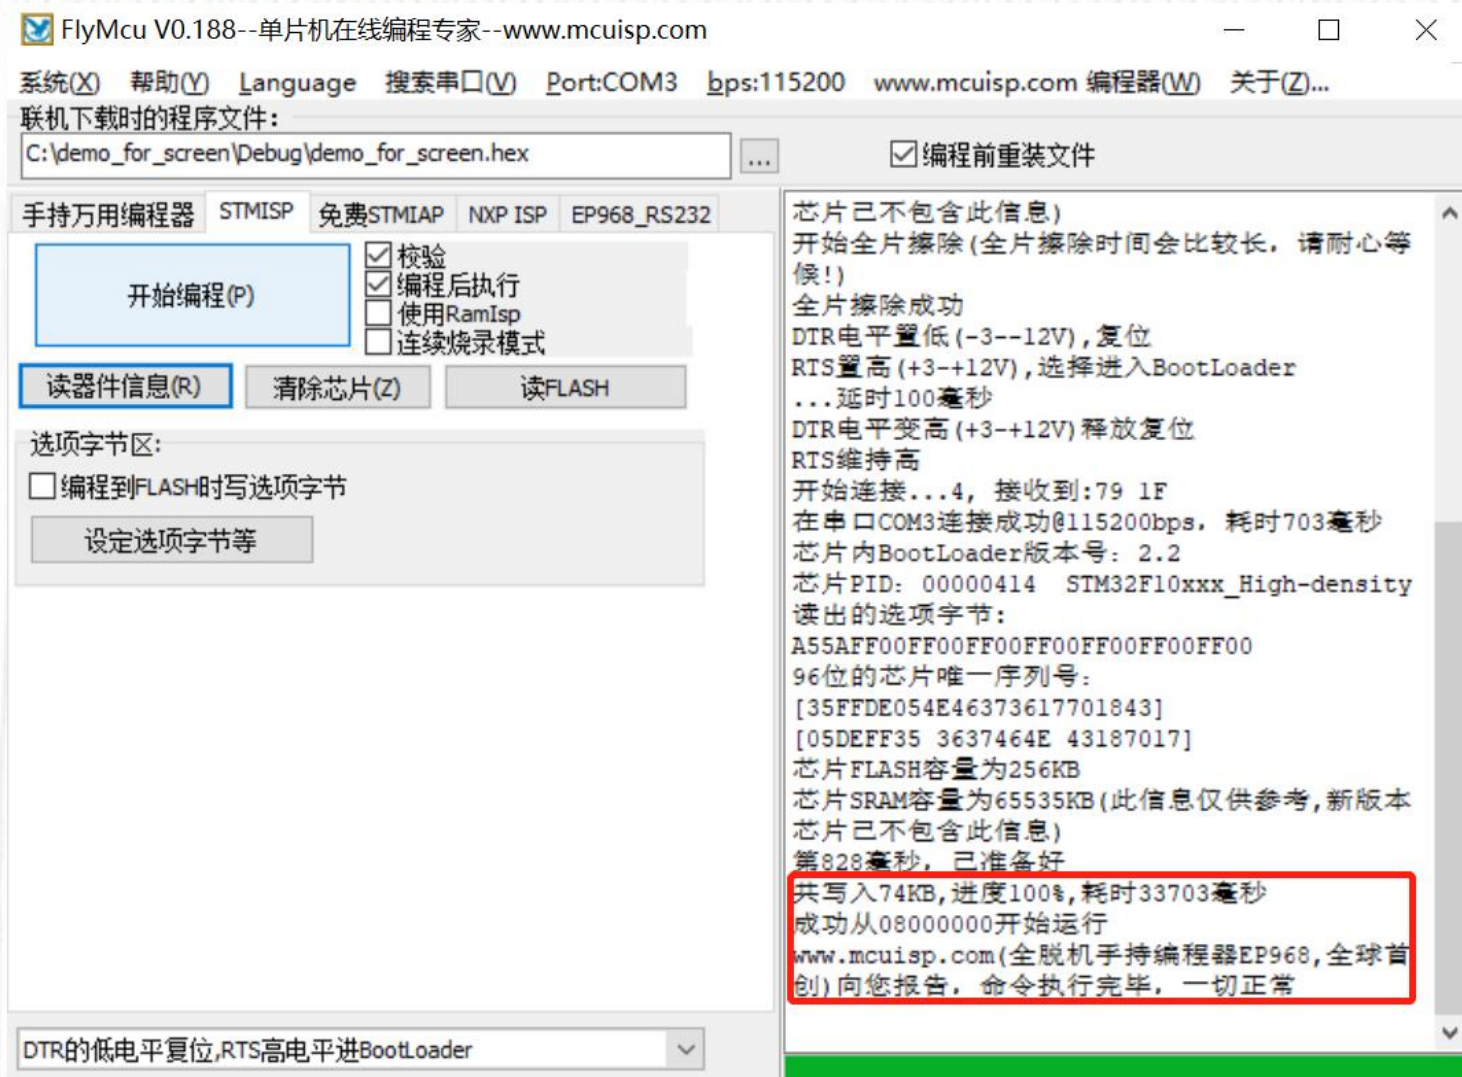 FlyMcu V0.188--单片机在线编程专家--www.mcuisp.com
系统(X) 帮助(Y) Language 搜索串口(V) Port:COM3 bps:115200 www.mcuisp.com 编程器(W) 关于(Z)...
联机下载时的程序文件:
C:\demo_for_screen\Debug\demo_for_screen.hex
...
编程前重装文件
手持万用编程器 STMISP 免费STMIAP NXP ISP EP968_RS232
开始编程(P)
校验
编程后执行
使用RamIsp
连续烧录模式
读器件信息(R) 清除芯片(Z) 读FLASH
选项字节区:
编程到FLASH时写选项字节
设定选项字节等
DTR的低电平复位,RTS高电平进BootLoader
芯片已不包含此信息)
开始全片擦除(全片擦除时间会比较长，请耐心等
候!)
全片擦除成功
DTR电平置低(-3--12V),复位
RTS置高(+3-+12V),选择进入BootLoader
...延时100毫秒
DTR电平变高(+3-+12V)释放复位
RTS维持高
开始连接...4, 接收到:79 1F
在串口COM3连接成功@115200bps，耗时703毫秒
芯片内BootLoader版本号：2.2
芯片PID：00000414 STM32F10xxx_High-density
读出的选项字节:
A55AFF00FF00FF00FF00FF00FF00FF00
96位的芯片唯一序列号：
[35FFDE054E46373617701843]
[05DEFF35 3637464E 43187017]
芯片FLASH容量为256KB
芯片SRAM容量为65535KB(此信息仅供参考,新版本
芯片已不包含此信息)
第828毫秒，已准备好
共写入74KB,进度100%,耗时33703毫秒
成功从08000000开始运行
www.mcuisp.com(全脱机手持编程器EP968,全球首
创)向您报告，命令执行完毕，一切正常